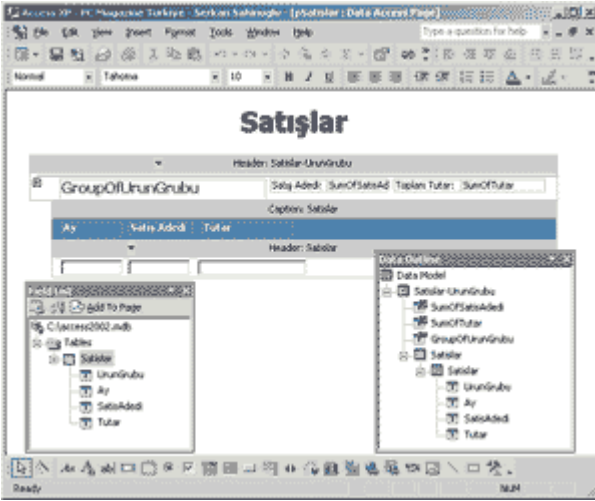 Access XP - PC Magazine Türkiye - Serkan Salihoğlu - [pSatislar : Data Access Page]
File Edit View Insert Format Tools Window Help
Type a question for help
Normal Tahoma 10 B I U
Satışlar
Header: Satislar-UrunGrubu
GroupOfUrunGrubu
Satış Adedi: SumOfSatisAd Toplam Tutar: SumOfTutar
Caption: Satislar
Ay Satis Adedi Tutar
Header: Satislar
Field List
Add To Page
C:\access2002.mdb
Tables
Satislar
UrunGrubu
Ay
SatisAdedi
Tutar
Data Outline
Data Model
Satislar-UrunGrubu
SumOfSatisAdedi
SumOfTutar
GroupOfUrunGrubu
Satislar
Satislar
UrunGrubu
Ay
SatisAdedi
Tutar
Ready
NUM